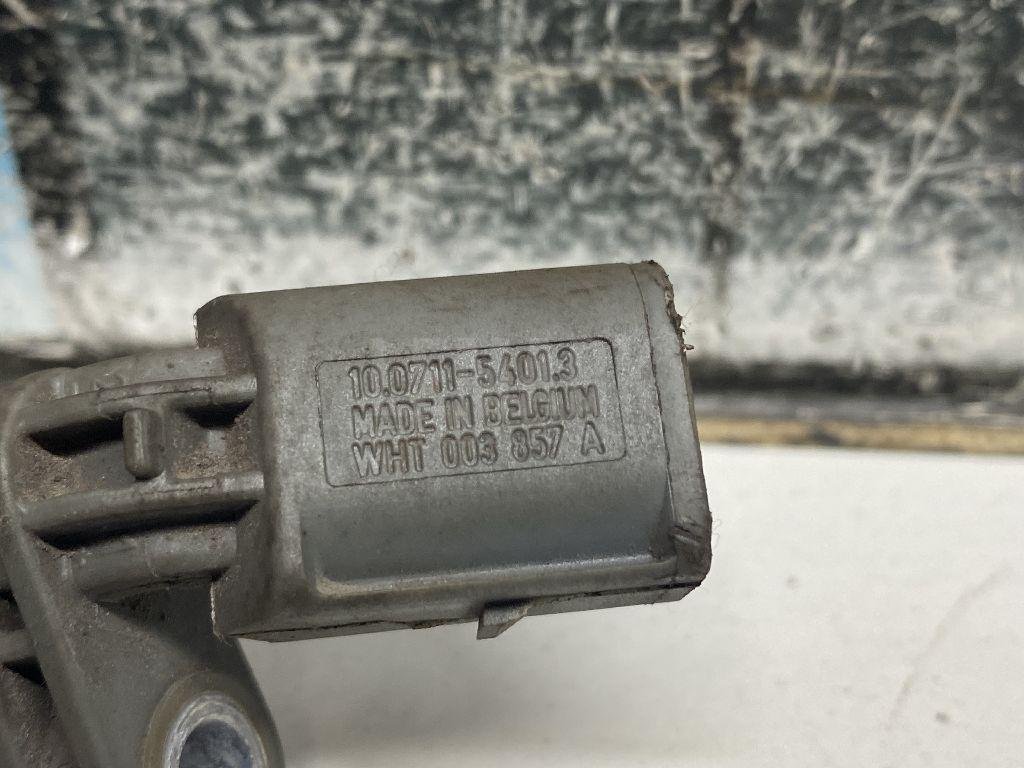 10.0711-5401.3
MADE IN BELGIUM
WHT 003 857 A